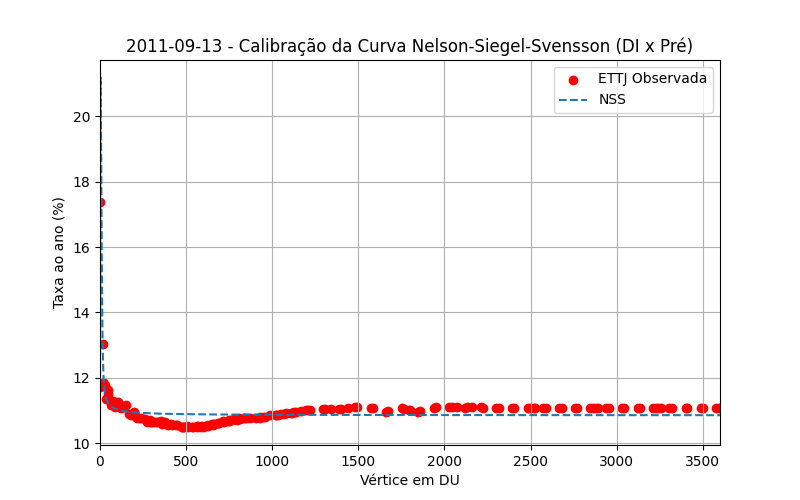 2011-09-13 - Calibração da Curva Nelson-Siegel-Svensson (DI x Pré)
ETTJ Observada
NSS
Taxa ao ano (%)
20
18
16
14
12
10
0 500 1000 1500 2000 2500 3000 3500
Vértice em DU